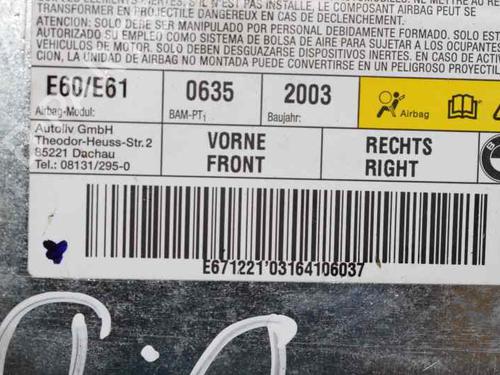 TRANSFORMER EN PROJECTILE DANGEREUX EN CAS DE DECLENCHEMENT.
ATENCION: SOLO DEBE SER MANIPULADO POR PERSONAL DEBIDAMENTE FORMADO. SOLO ES
AUTORIZADO SU EMPLEO COMO SISTEMA DE BOLSA DE AIRE PARA SUJETAR A LOS OCUPANTES
VEHICULOS DE MOTOR. SOLO DEBEN DESGUAZARSE DISPOSITIVOS INERTES. EN CASO DE ACTIV
CION, LA UNIDAD DE AIRBAG NO MONTADA PUEDE CONVERTIRSE EN UN PELIGROSO PROYECTIL
E60/E61 0635 2003 Airbag
Airbag-Modul: BAM-PT1 Baujahr:
Autoliv GmbH
Theodor-Heuss-Str.2
85221 Dachau
Tel.: 08131/295-0
VORNE RECHTS
FRONT RIGHT
E671221'03164106037